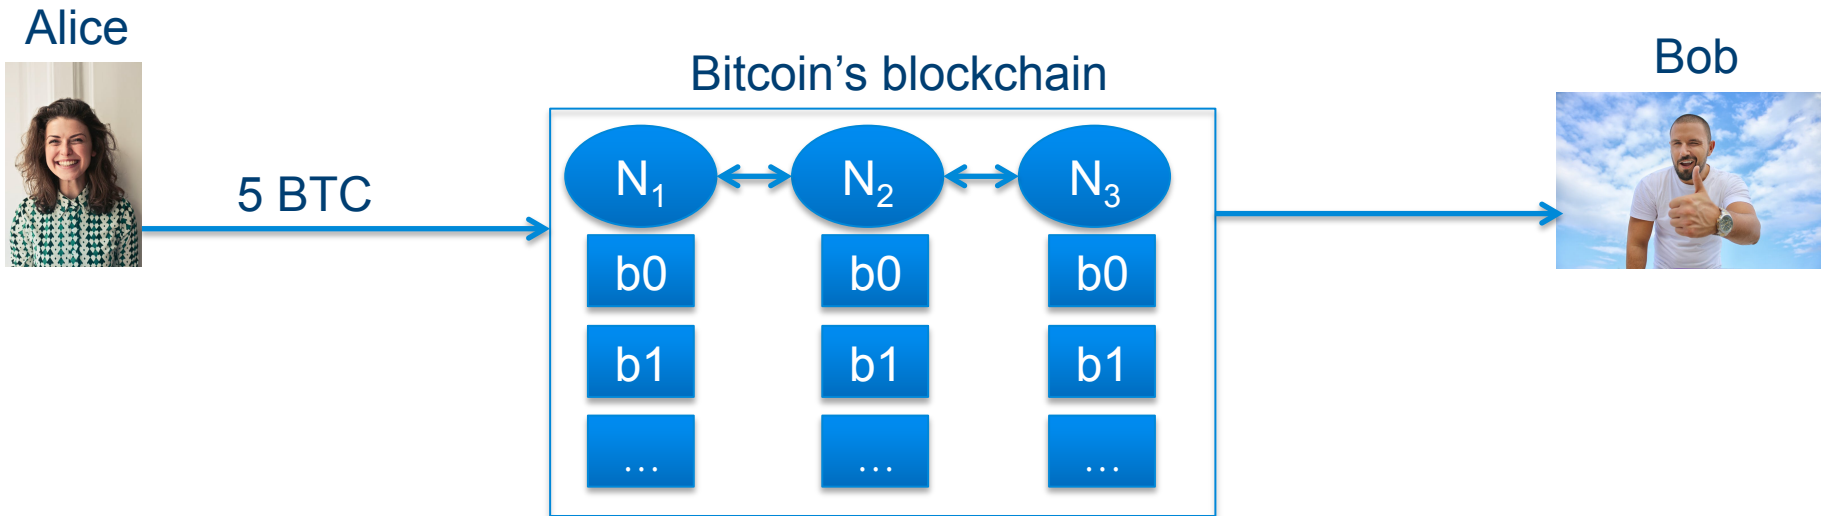 Alice
Bob
Bitcoin’s blockchain
5 BTC
N1 N2 N3
b0 b0 b0
b1 b1 b1
... ... ...